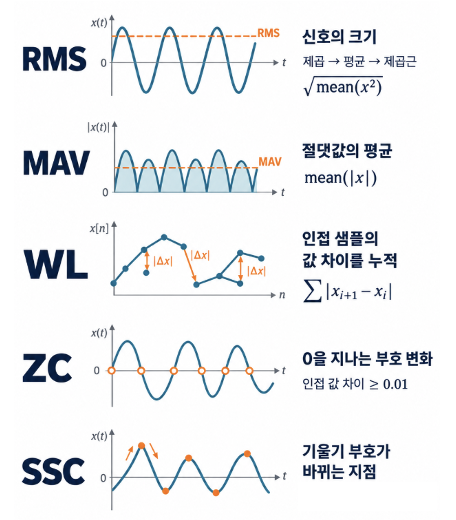 RMS
x(t)
0
t
RMS
신호의 크기
제곱 → 평균 → 제곱근
√mean(x²)
MAV
|x(t)|
0
t
MAV
절댓값의 평균
mean(|x|)
WL
x[n]
|Δx|
|Δx|
|Δx|
n
인접 샘플의
값 차이를 누적
∑|xᵢ₊₁ − xᵢ|
ZC
x(t)
0
t
0을 지나는 부호 변화
인접 값 차이 ≥ 0.01
SSC
x(t)
0
t
기울기 부호가
바뀌는 지점